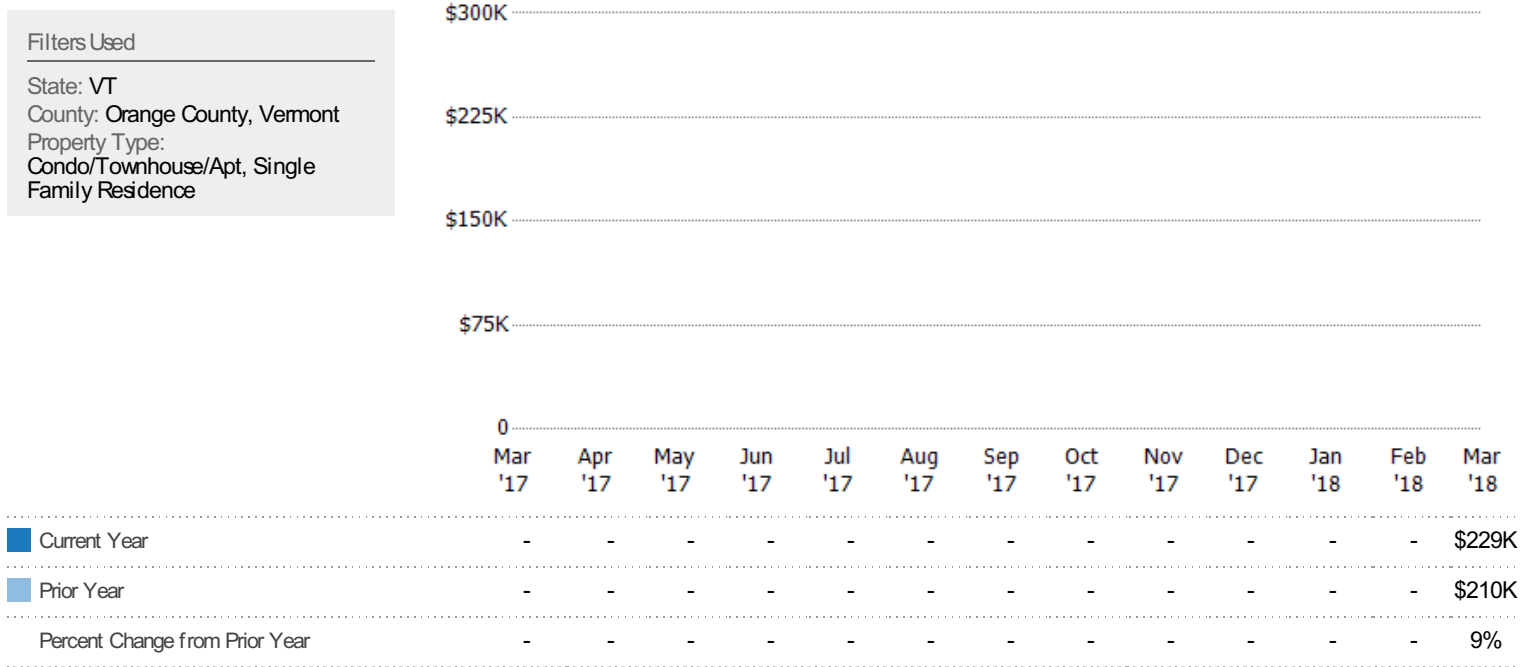 Filters Used
State: VT
County: Orange County, Vermont
Property Type:
Condo/Townhouse/Apt, Single
Family Residence
$300K
$225K
$150K
$75K
0
Mar Apr May Jun Jul Aug Sep Oct Nov Dec Jan Feb Mar
'17 '17 '17 '17 '17 '17 '17 '17 '17 '17 '18 '18 '18
Current Year - - - - - - - - - - - - $229K
Prior Year - - - - - - - - - - - - $210K
Percent Change from Prior Year - - - - - - - - - - - - 9%